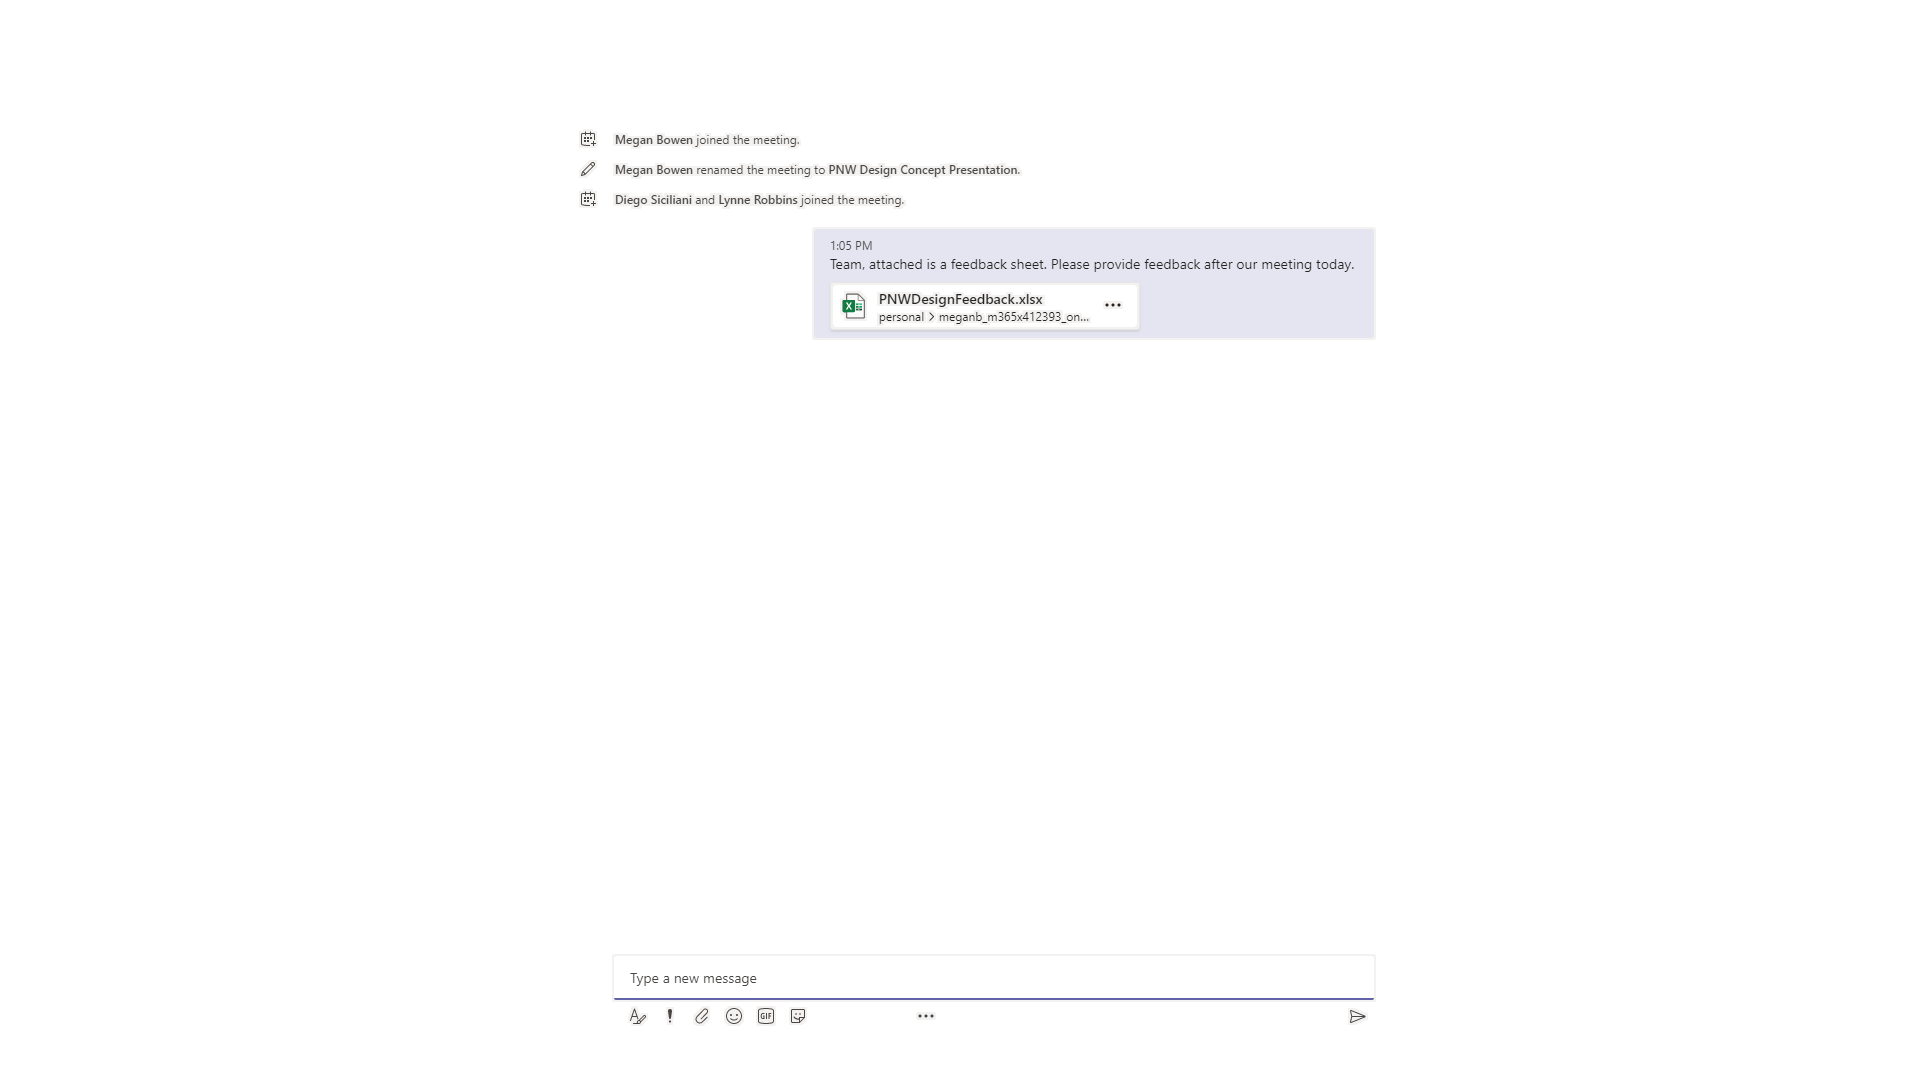 Megan Bowen joined the meeting.
Megan Bowen renamed the meeting to PNW Design Concept Presentation.
Diego Siciliani and Lynne Robbins joined the meeting.
1:05 PM
Team, attached is a feedback sheet. Please provide feedback after our meeting today.
PNWDesignFeedback.xlsx
personal > meganb_m365x412393_on...
Type a new message
GIF